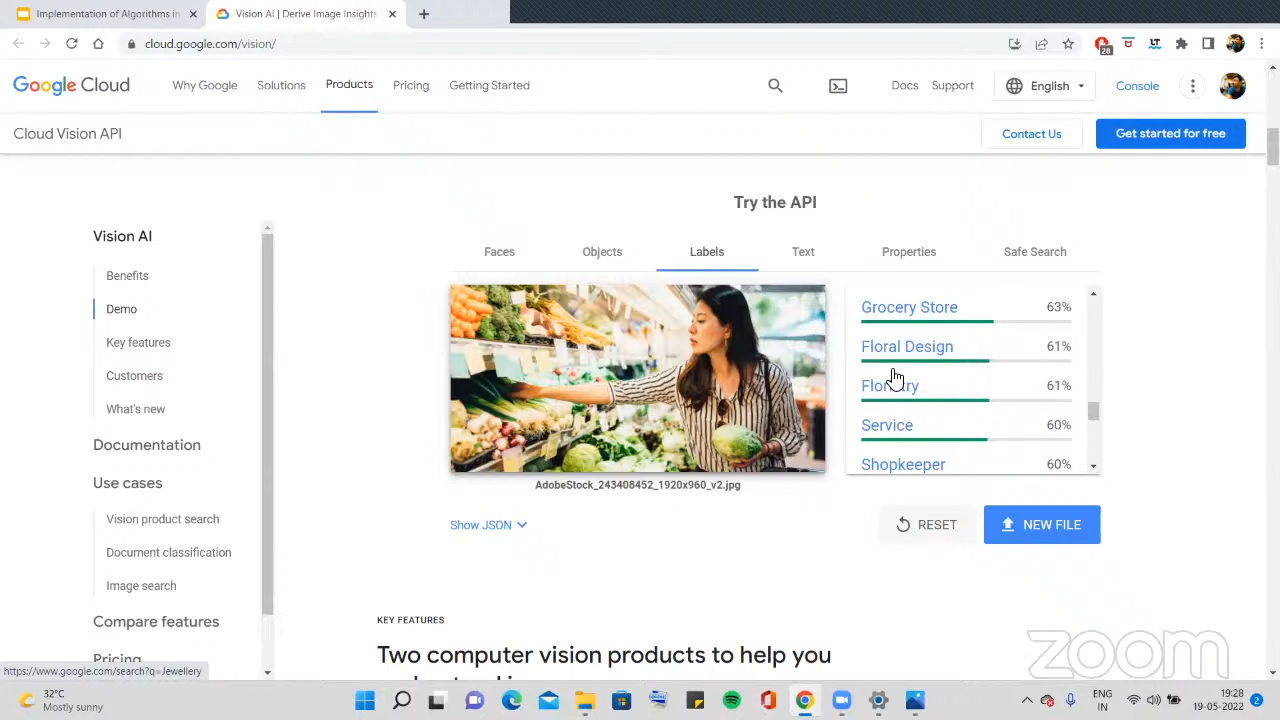 Implementation of Algorithms in
Vision AI | Derive Image Insights
cloud.google.com/vision/
28
LT
Google Cloud
Why Google
Solutions
Products
Pricing
Getting Started
Docs
Support
English
Console
Cloud Vision API
Contact Us
Get started for free
Try the API
Vision AI
Benefits
Demo
Key features
Customers
What's new
Documentation
Use cases
Vision product search
Document classification
Image search
Compare features
Pricing
Faces
Objects
Labels
Text
Properties
Safe Search
Grocery Store 63%
Floral Design 61%
61%
Service 60%
Shopkeeper 60%
AdobeStock_243408452_1920x960_v2.jpg
Show JSON
RESET
NEW FILE
KEY FEATURES
Two computer vision products to help you
https://www.google.com/search?q=Jewellery
zoom
32°C
Mostly sunny
ENG
IN
19:28
19-05-2022
2